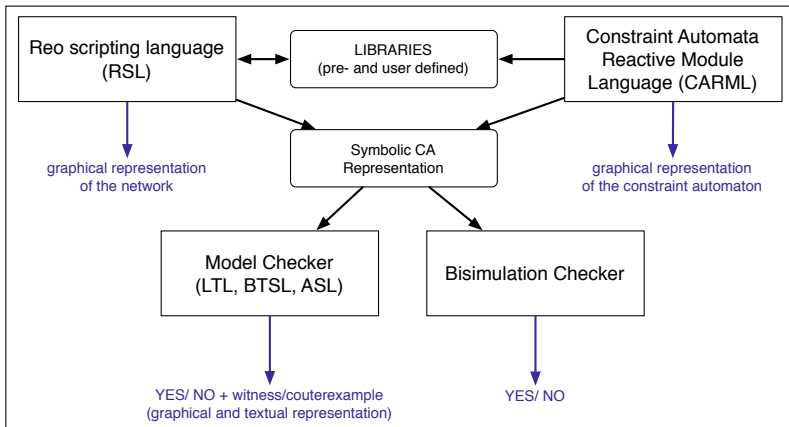 Reo scripting language
(RSL)
LIBRARIES
(pre- and user defined)
Constraint Automata
Reactive Module
Language (CARML)
graphical representation
of the network
Symbolic CA
Representation
graphical representation
of the constraint automaton
Model Checker
(LTL, BTSL, ASL)
Bisimulation Checker
YES/ NO + witness/couterexample
(graphical and textual representation)
YES/ NO